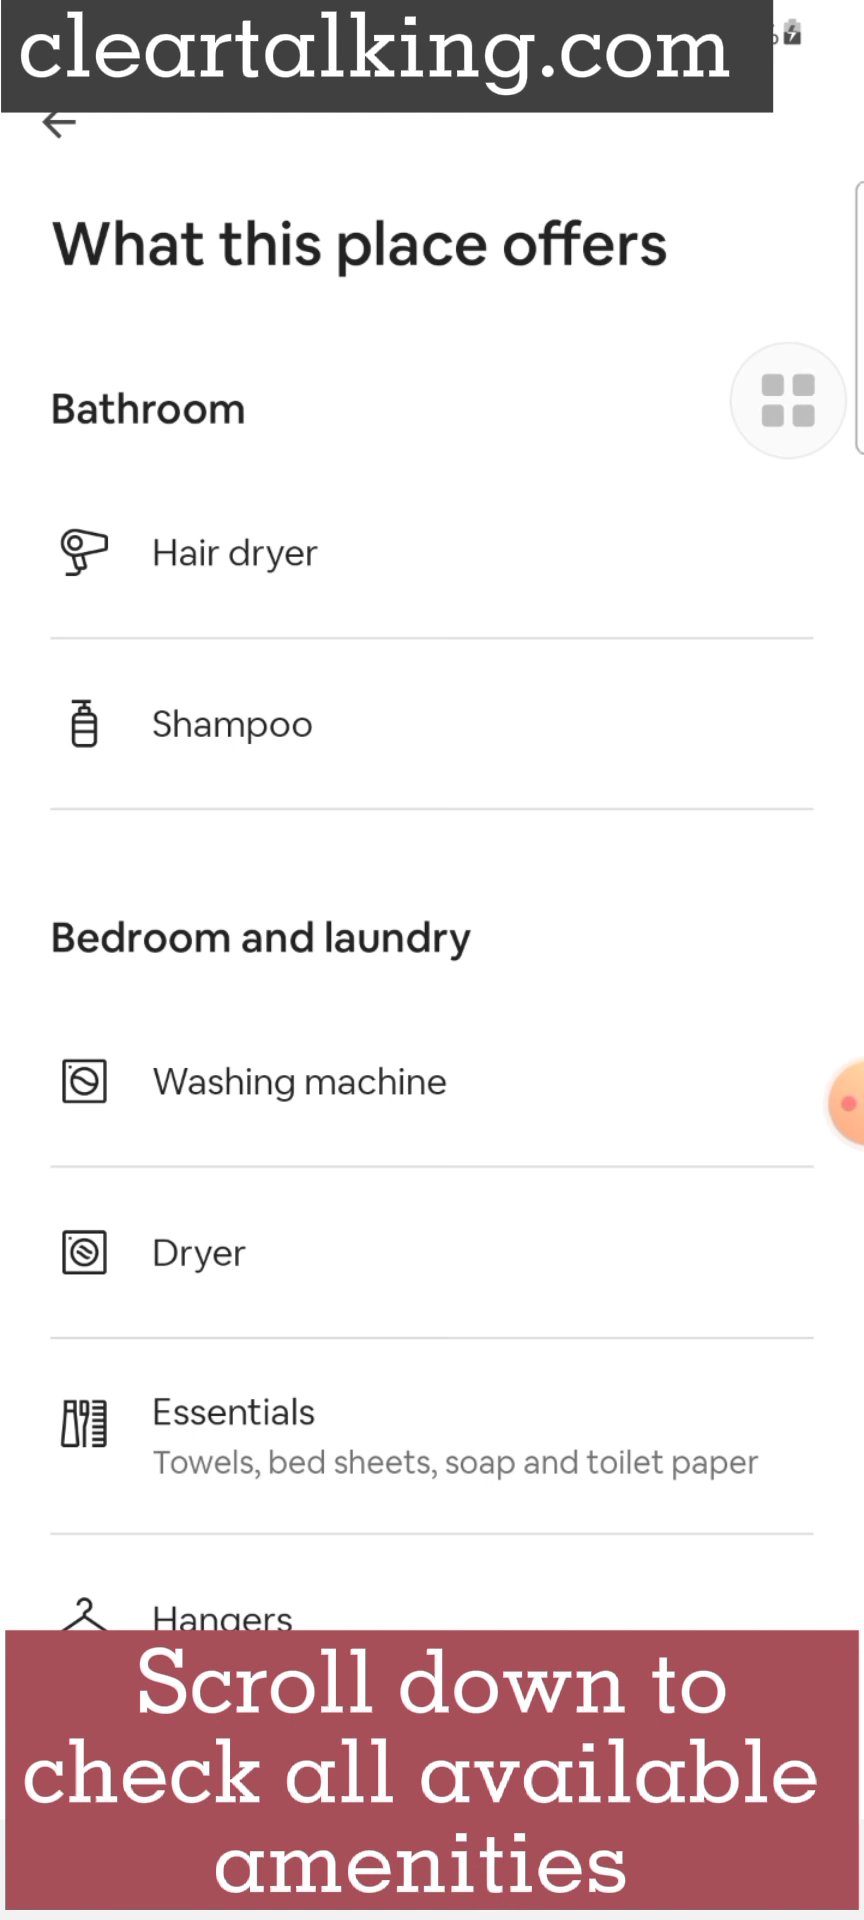 cleartalking.com
What this place offers
Bathroom
Hair dryer
Shampoo
Bedroom and laundry
Washing machine
Dryer
Essentials
Towels, bed sheets, soap and toilet paper
Hangers
Scroll down to
check all available
amenities